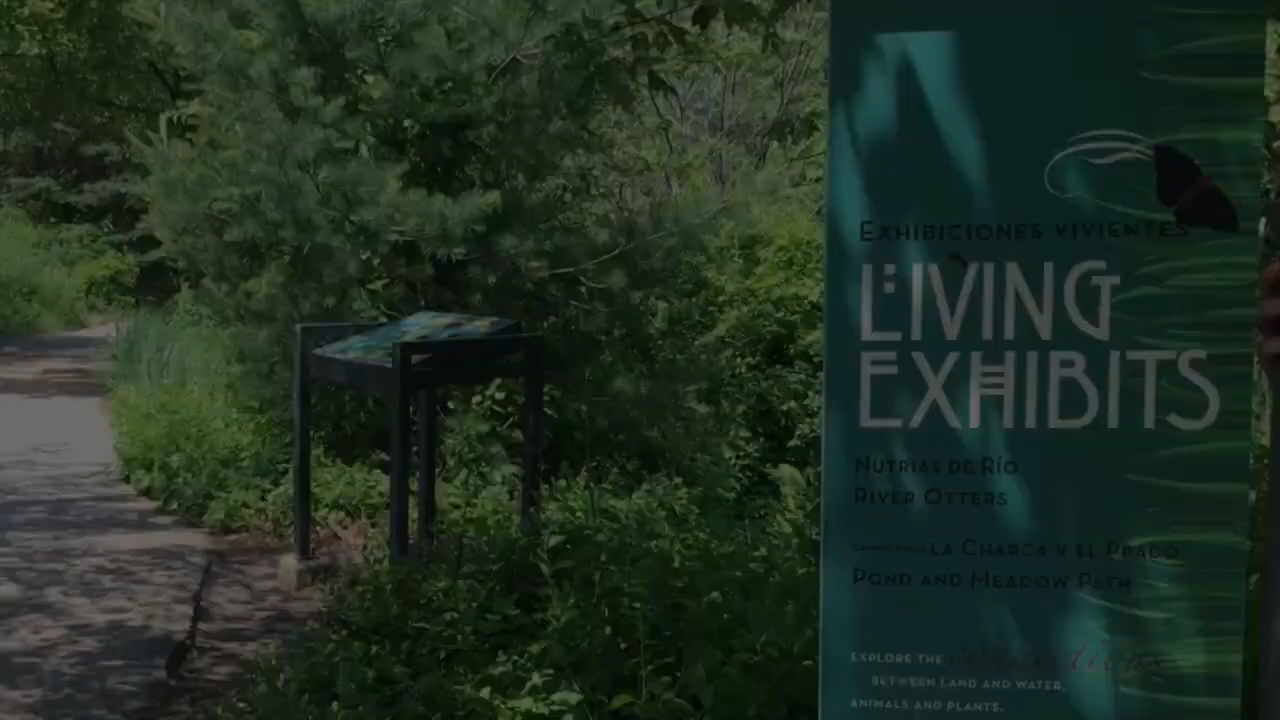 EXHIBICIONES VIVIENTES
LIVING
EXHIBITS
NUTRIAS DE RÍO
RIVER OTTERS
LA CHARCA Y EL PRADO
POND AND MEADOW PATH
EXPLORE THE
BETWEEN LAND AND WATER,
ANIMALS AND PLANTS.